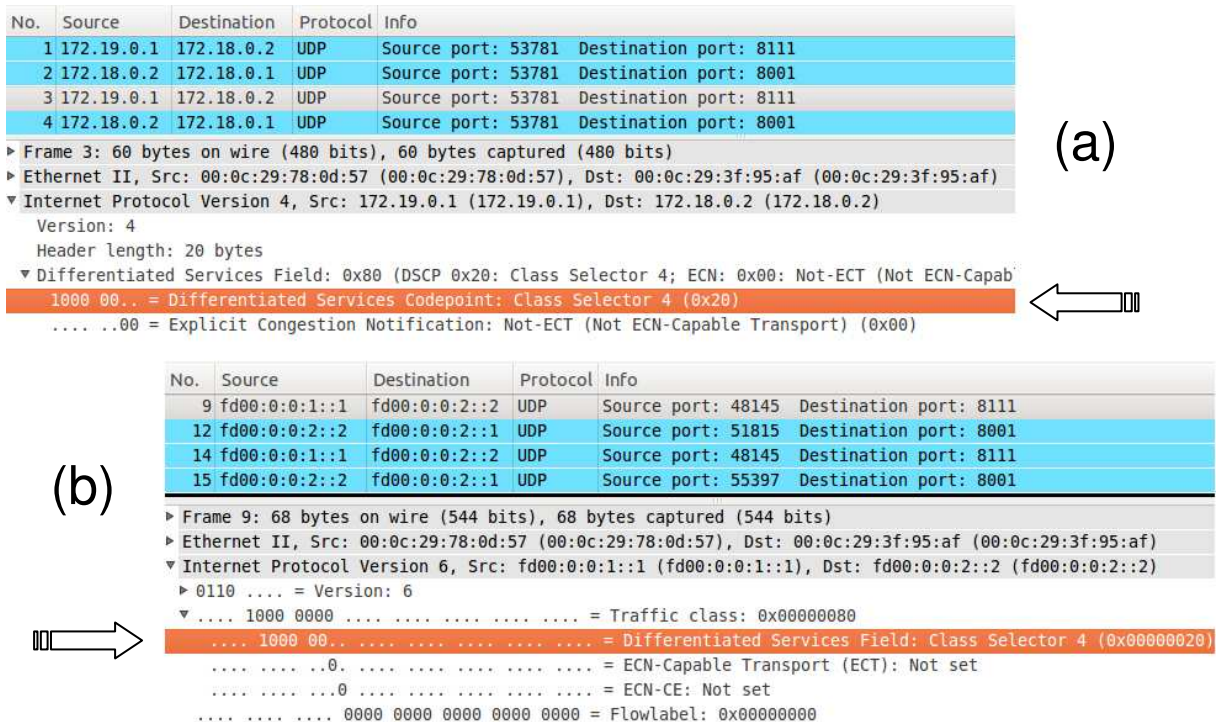 No. Source Destination Protocol Info
1 172.19.0.1 172.18.0.2 UDP Source port: 53781 Destination port: 8111
2 172.18.0.2 172.18.0.1 UDP Source port: 53781 Destination port: 8001
3 172.19.0.1 172.18.0.2 UDP Source port: 53781 Destination port: 8111
4 172.18.0.2 172.18.0.1 UDP Source port: 53781 Destination port: 8001
(a)
Frame 3: 60 bytes on wire (480 bits), 60 bytes captured (480 bits)
Ethernet II, Src: 00:0c:29:78:0d:57 (00:0c:29:78:0d:57), Dst: 00:0c:29:3f:95:af (00:0c:29:3f:95:af)
Internet Protocol Version 4, Src: 172.19.0.1 (172.19.0.1), Dst: 172.18.0.2 (172.18.0.2)
Version: 4
Header length: 20 bytes
Differentiated Services Field: 0x80 (DSCP 0x20: Class Selector 4; ECN: 0x00: Not-ECT (Not ECN-Capab
1000 00.. = Differentiated Services Codepoint: Class Selector 4 (0x20)
.... ..00 = Explicit Congestion Notification: Not-ECT (Not ECN-Capable Transport) (0x00)
No. Source Destination Protocol Info
9 fd00:0:0:1::1 fd00:0:0:2::2 UDP Source port: 48145 Destination port: 8111
12 fd00:0:0:2::2 fd00:0:0:2::1 UDP Source port: 51815 Destination port: 8001
14 fd00:0:0:1::1 fd00:0:0:2::2 UDP Source port: 48145 Destination port: 8111
15 fd00:0:0:2::2 fd00:0:0:2::1 UDP Source port: 55397 Destination port: 8001
(b)
Frame 9: 68 bytes on wire (544 bits), 68 bytes captured (544 bits)
Ethernet II, Src: 00:0c:29:78:0d:57 (00:0c:29:78:0d:57), Dst: 00:0c:29:3f:95:af (00:0c:29:3f:95:af)
Internet Protocol Version 6, Src: fd00:0:0:1::1 (fd00:0:0:1::1), Dst: fd00:0:0:2::2 (fd00:0:0:2::2)
0110 .... = Version: 6
.... 1000 0000 .... .... .... .... .... = Traffic class: 0x00000080
.... 1000 00.. .... .... .... .... .... = Differentiated Services Field: Class Selector 4 (0x00000020)
.... .... ..0. .... .... .... .... .... = ECN-Capable Transport (ECT): Not set
.... .... ...0 .... .... .... .... .... = ECN-CE: Not set
.... .... .... 0000 0000 0000 0000 0000 = Flowlabel: 0x00000000